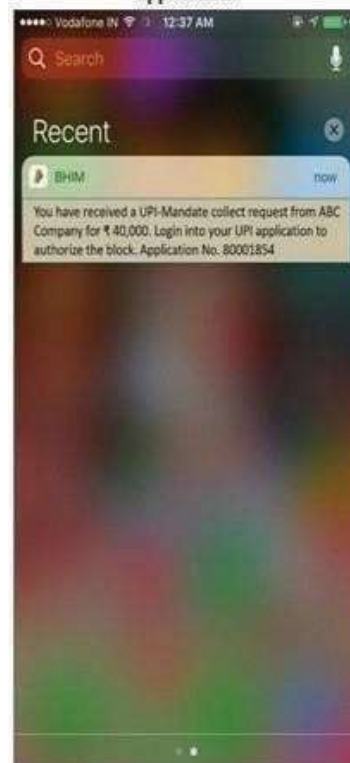 Vodafone IN 12:37 AM
Search
Recent
BHIM now
You have received a UPI-Mandate collect request from ABC
Company for ₹ 40,000. Login into your UPI application to
authorize the block. Application No. 80001854